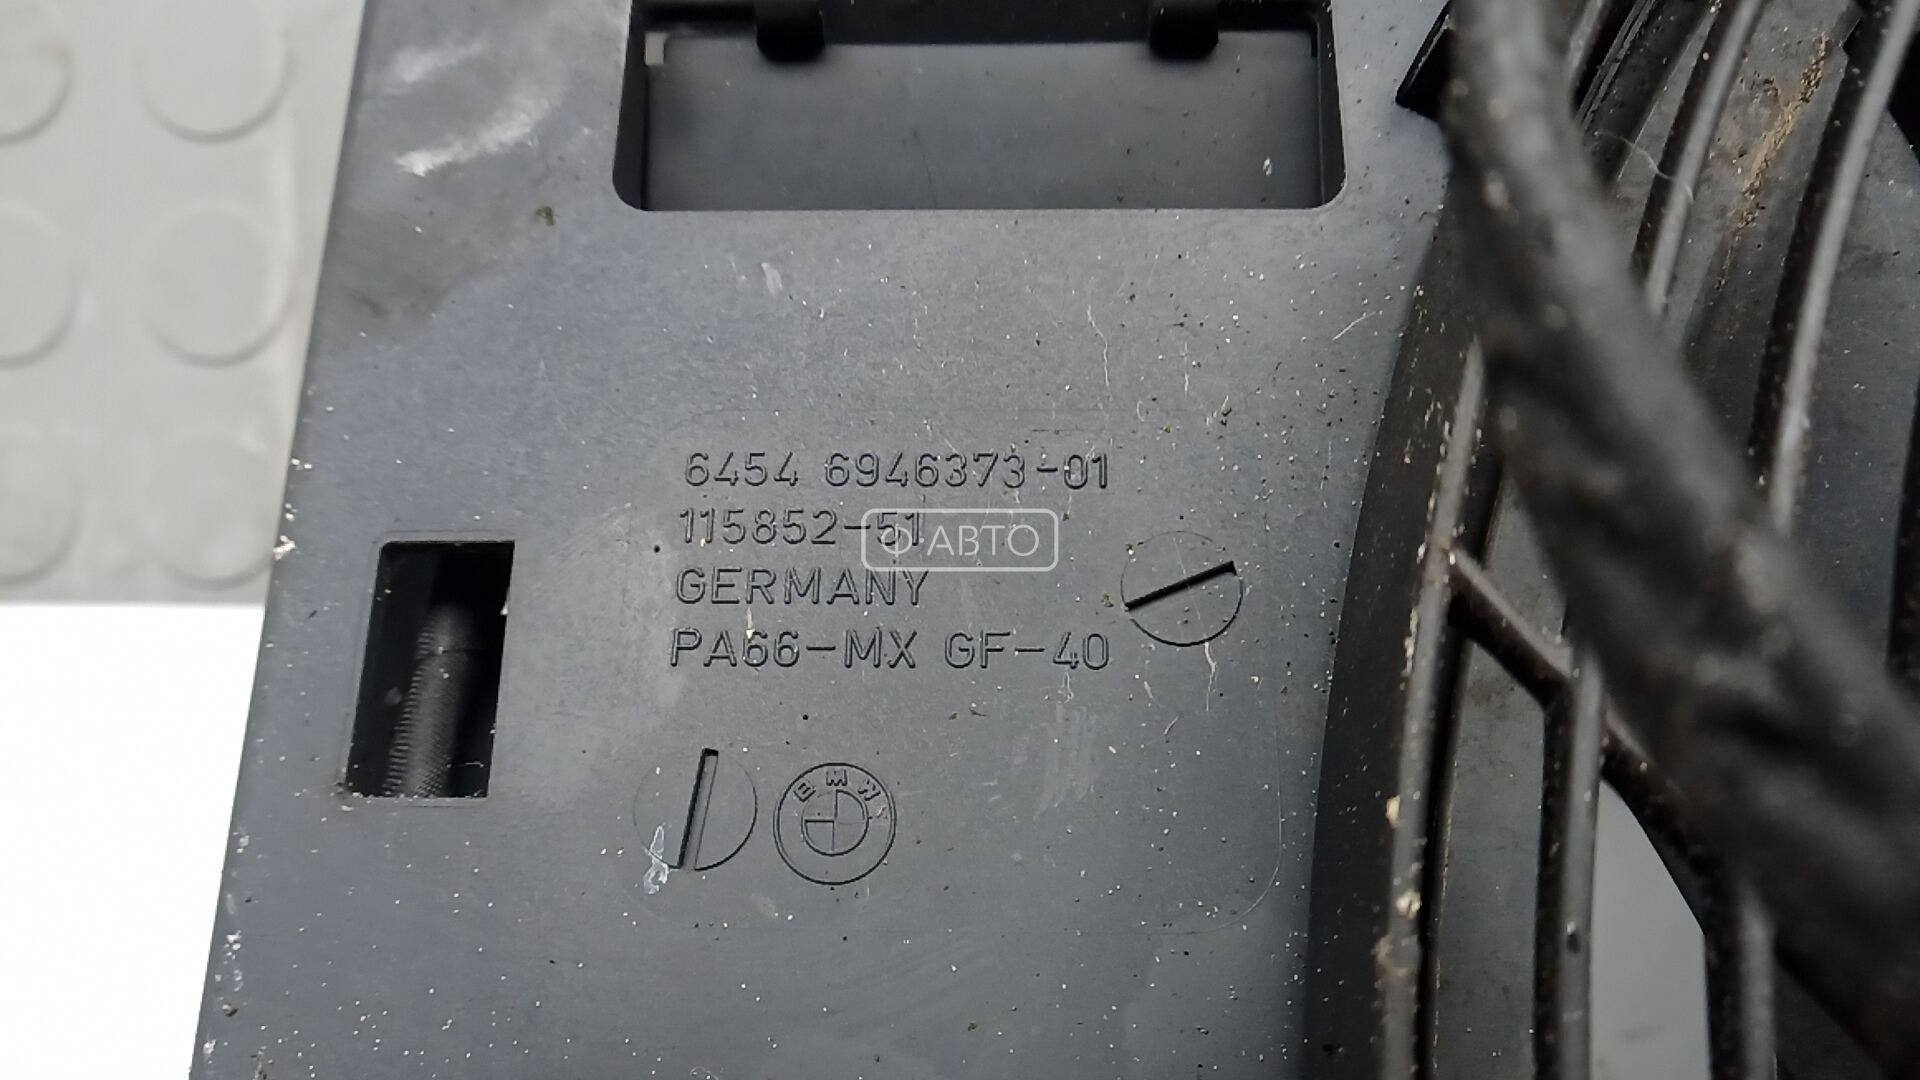 6454 6946373-01
115852-51
Ф АВТО
GERMANY
PA66-MX GF-40
BMW